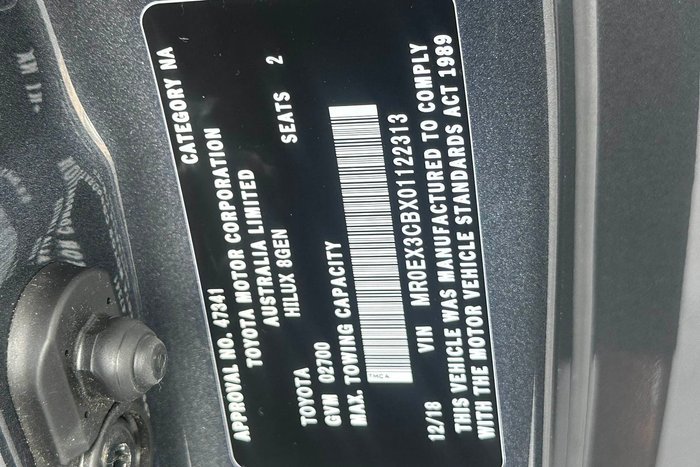 APPROVAL NO. 47341 CATEGORY NA
TOYOTA MOTOR CORPORATION
AUSTRALIA LIMITED
HILUX 8GEN SEATS 2
TOYOTA
GVM 02700
MAX. TOWING CAPACITY
TMCA
VIN MR0EX3CBX01122313
12/18
THIS VEHICLE WAS MANUFACTURED TO COMPLY
WITH THE MOTOR VEHICLE STANDARDS ACT 1989